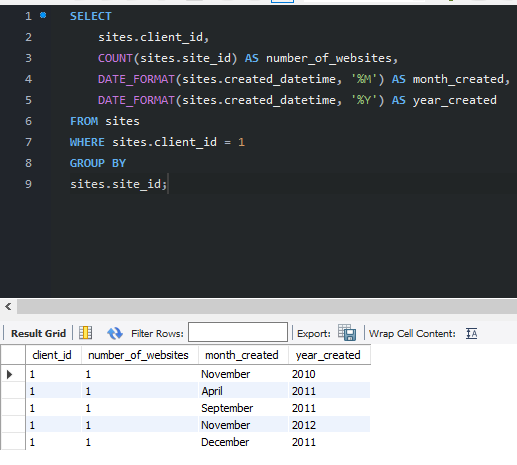 1 SELECT
2 sites.client_id,
3 COUNT(sites.site_id) AS number_of_websites,
4 DATE_FORMAT(sites.created_datetime, '%M') AS month_created,
5 DATE_FORMAT(sites.created_datetime, '%Y') AS year_created
6 FROM sites
7 WHERE sites.client_id = 1
8 GROUP BY
9 sites.site_id;
Result Grid Filter Rows: Export: Wrap Cell Content: IA
client_id number_of_websites month_created year_created
1 1 November 2010
1 1 April 2011
1 1 September 2011
1 1 November 2012
1 1 December 2011